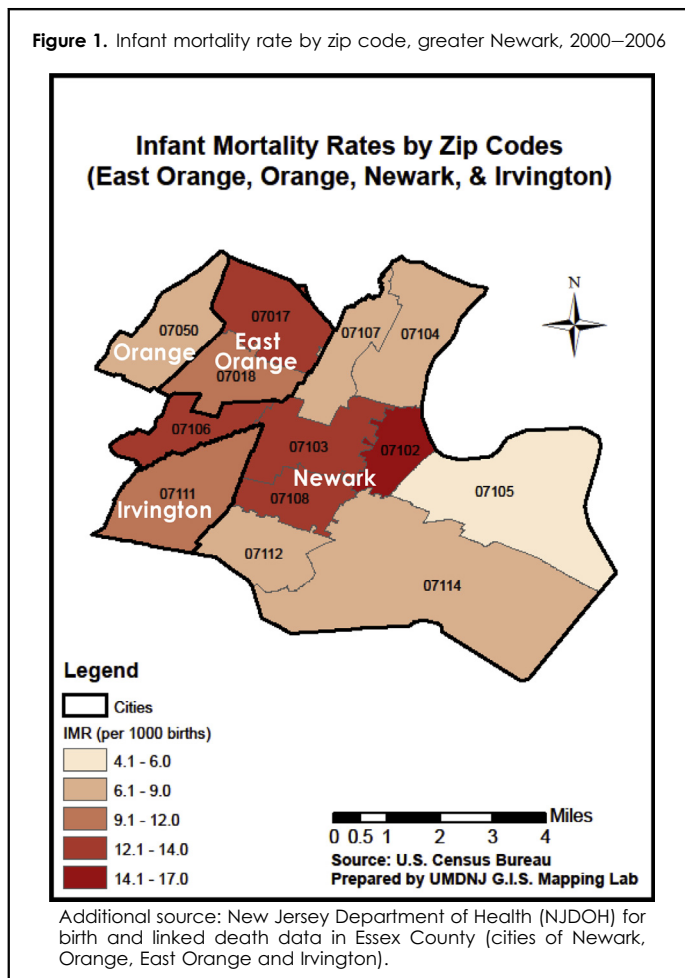 Figure 1. Infant mortality rate by zip code, greater Newark, 2000–2006
Infant Mortality Rates by Zip Codes
(East Orange, Orange, Newark, & Irvington)
N
07017
07050
07107
07104
Orange
East
Orange
07018
07106
07103
07102
Newark
07105
07111
07108
Irvington
07112
07114
Legend
Cities
IMR (per 1000 births)
4.1 - 6.0
6.1 - 9.0
9.1 - 12.0
12.1 - 14.0
14.1 - 17.0
Miles
0 0.5 1 2 3 4
Source: U.S. Census Bureau
Prepared by UMDNJ G.I.S. Mapping Lab
Additional source: New Jersey Department of Health (NJDOH) for
birth and linked death data in Essex County (cities of Newark,
Orange, East Orange and Irvington).